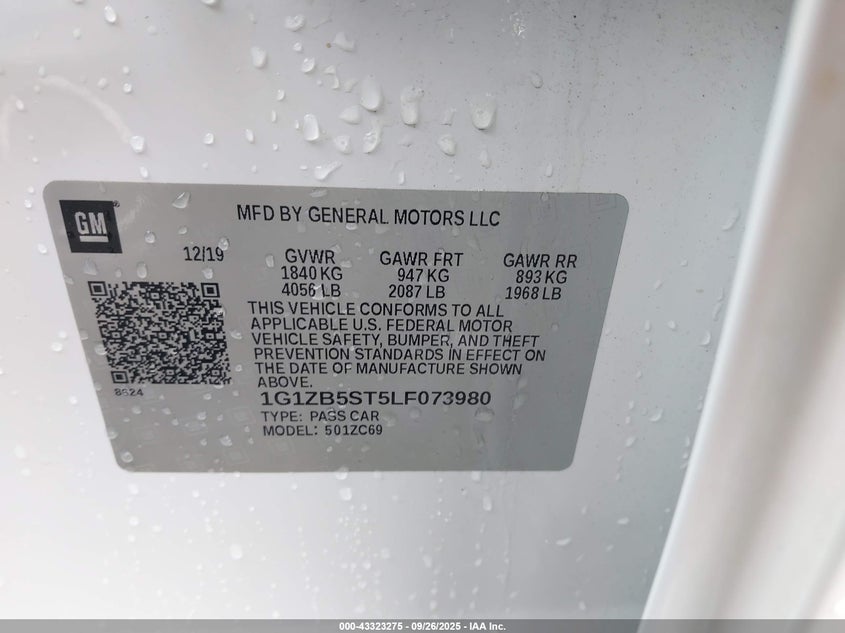 GM
MFD BY GENERAL MOTORS LLC
12/19 GVWR GAWR FRT GAWR RR
1840 KG 947 KG 893 KG
4056 LB 2087 LB 1968 LB
THIS VEHICLE CONFORMS TO ALL
APPLICABLE U.S. FEDERAL MOTOR
VEHICLE SAFETY, BUMPER, AND THEFT
PREVENTION STANDARDS IN EFFECT ON
THE DATE OF MANUFACTURE SHOWN
ABOVE.
8624
1G1ZB5ST5LF073980
TYPE: PASS CAR
MODEL: 501ZC69
000-43323275 - 09/26/2025 - IAA Inc.